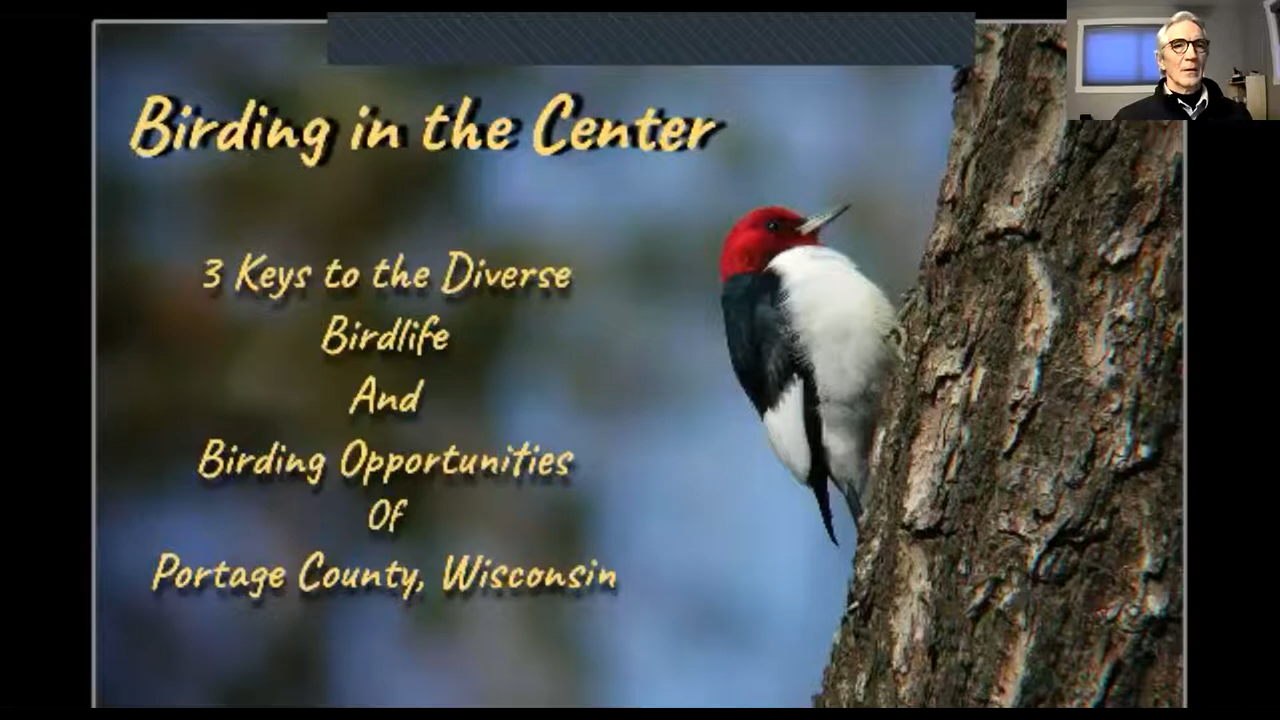 Birding in the Center
3 Keys to the Diverse
Birdlife
And
Birding Opportunities
Of
Portage County, Wisconsin